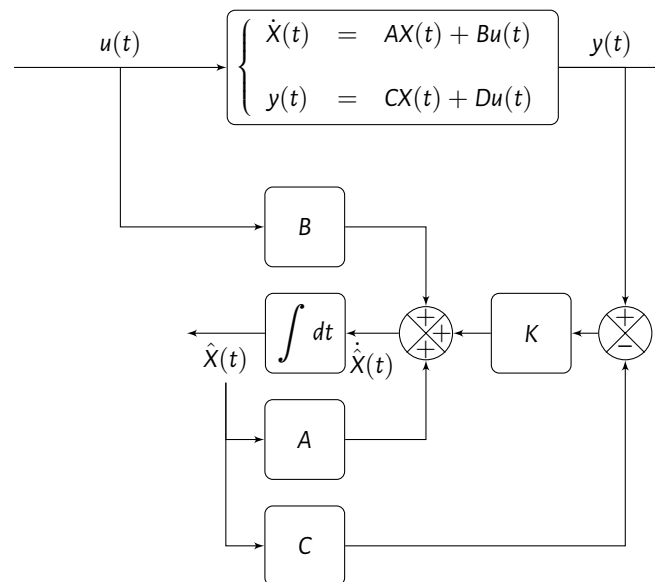 u(t)
Ẋ(t) = AX(t) + Bu(t)
y(t) = CX(t) + Du(t)
y(t)
B
+
∫ dt
+
+
K
+
−
X̂(t)
X̂̇(t)
A
C